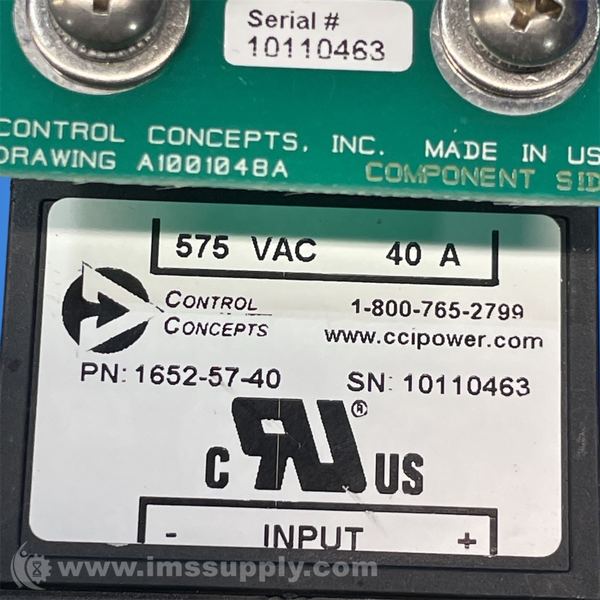 Serial #
10110463
CONTROL CONCEPTS, INC. MADE IN US
DRAWING A1001048A
COMPONENT SID
575 VAC 40 A
CONTROL
CONCEPTS
1-800-765-2799
www.ccipower.com
PN: 1652-57-40 SN: 10110463
C RU® US
- INPUT +
www.imssupply.com